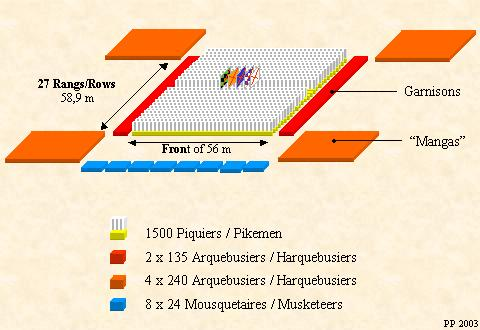 27 Rangs/Rows
58,9 m
Garnisons
Front of 56 m
“Mangas”
1500 Piquiers / Pikemen
2 x 135 Arquebusiers / Harquebusiers
4 x 240 Arquebusiers / Harquebusiers
8 x 24 Mousquetaires / Musketeers
PP 2003